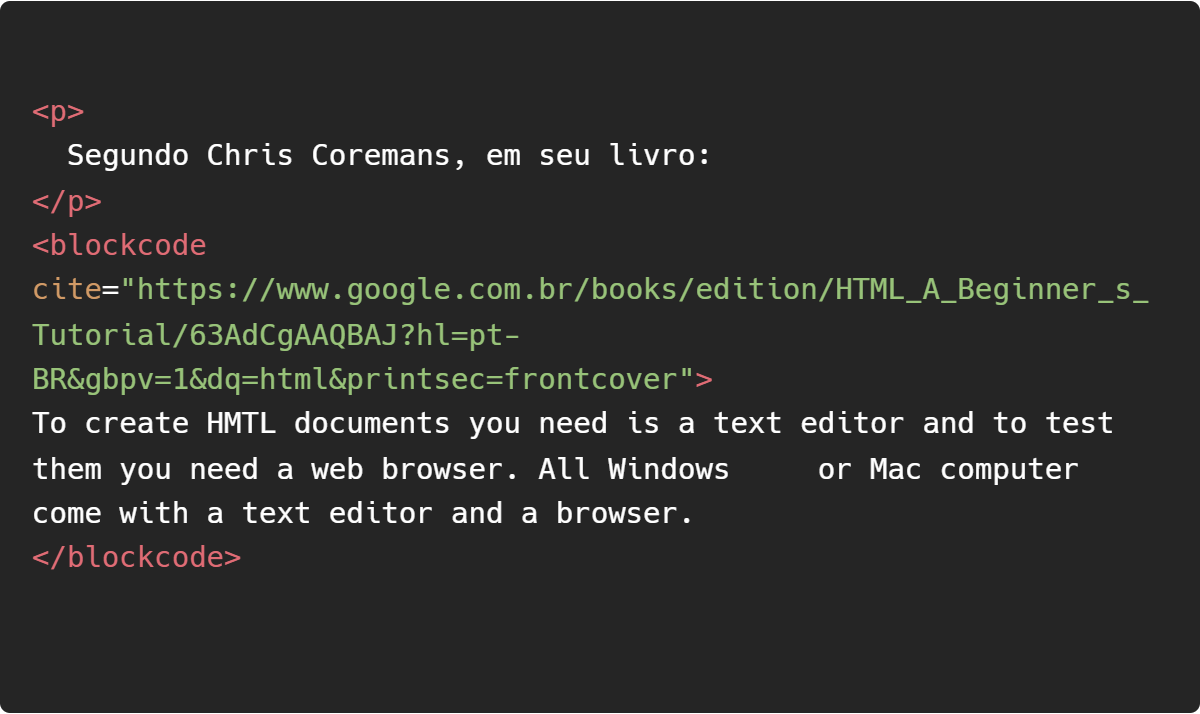 <p>
  Segundo Chris Coremans, em seu livro:
</p>
<blockcode
cite="https://www.google.com.br/books/edition/HTML_A_Beginner_s_
Tutorial/63AdCgAAQBAJ?hl=pt-
BR&gbpv=1&dq=html&printsec=frontcover">
To create HMTL documents you need is a text editor and to test
them you need a web browser. All Windows     or Mac computer
come with a text editor and a browser.
</blockcode>